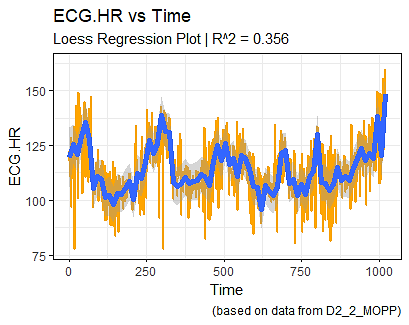 ECG.HR vs Time
Loess Regression Plot | R^2 = 0.356
ECG.HR
150
125
100
75
0 250 500 750 1000
Time
(based on data from D2_2_MOPP)